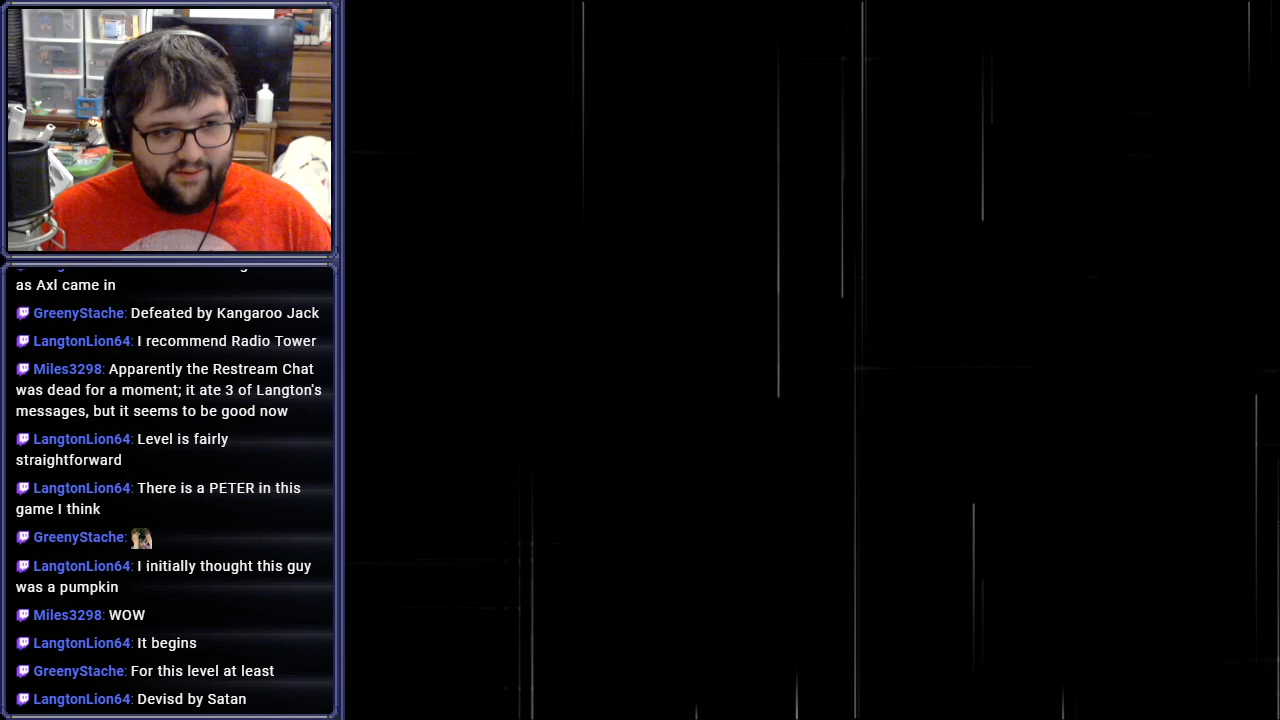 as Axl came in
GreenyStache: Defeated by Kangaroo Jack
LangtonLion64: I recommend Radio Tower
Miles3298: Apparently the Restream Chat
was dead for a moment; it ate 3 of Langton's
messages, but it seems to be good now
LangtonLion64: Level is fairly
straightforward
LangtonLion64: There is a PETER in this
game I think
GreenyStache:
LangtonLion64: I initially thought this guy
was a pumpkin
Miles3298: WOW
LangtonLion64: It begins
GreenyStache: For this level at least
LangtonLion64: Devisd by Satan